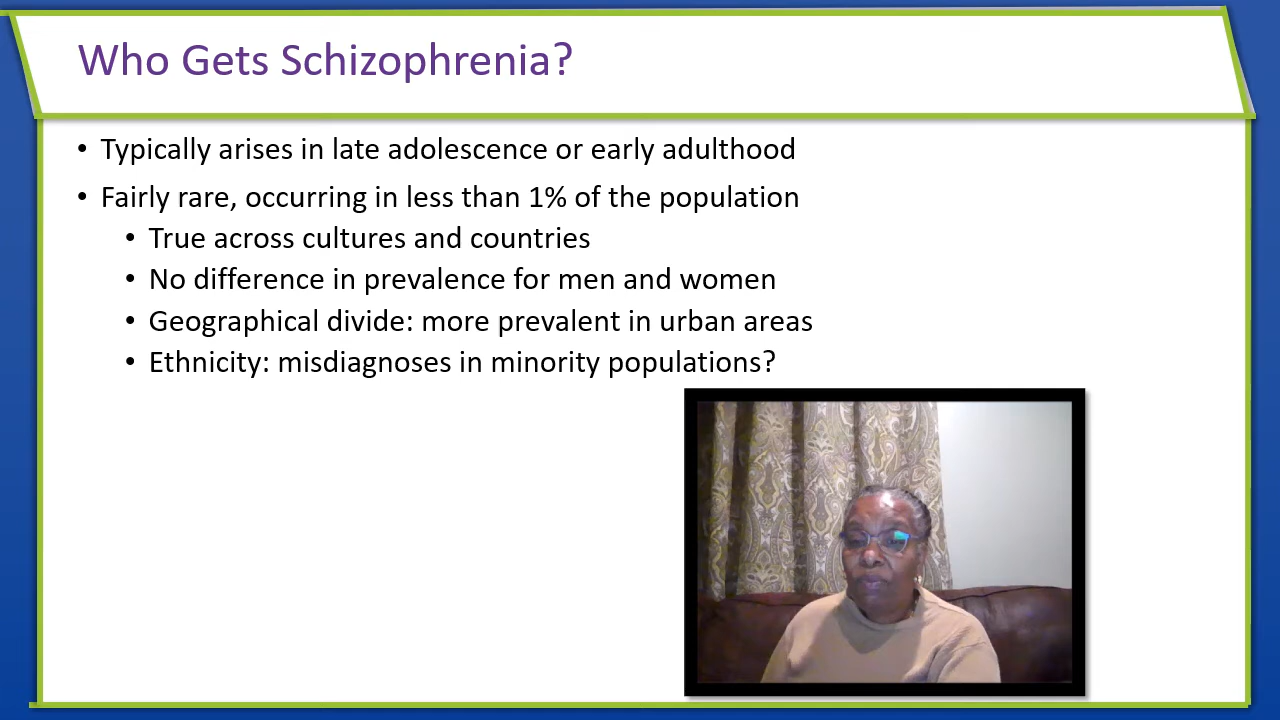 Who Gets Schizophrenia?
• Typically arises in late adolescence or early adulthood
• Fairly rare, occurring in less than 1% of the population
• True across cultures and countries
• No difference in prevalence for men and women
• Geographical divide: more prevalent in urban areas
• Ethnicity: misdiagnoses in minority populations?